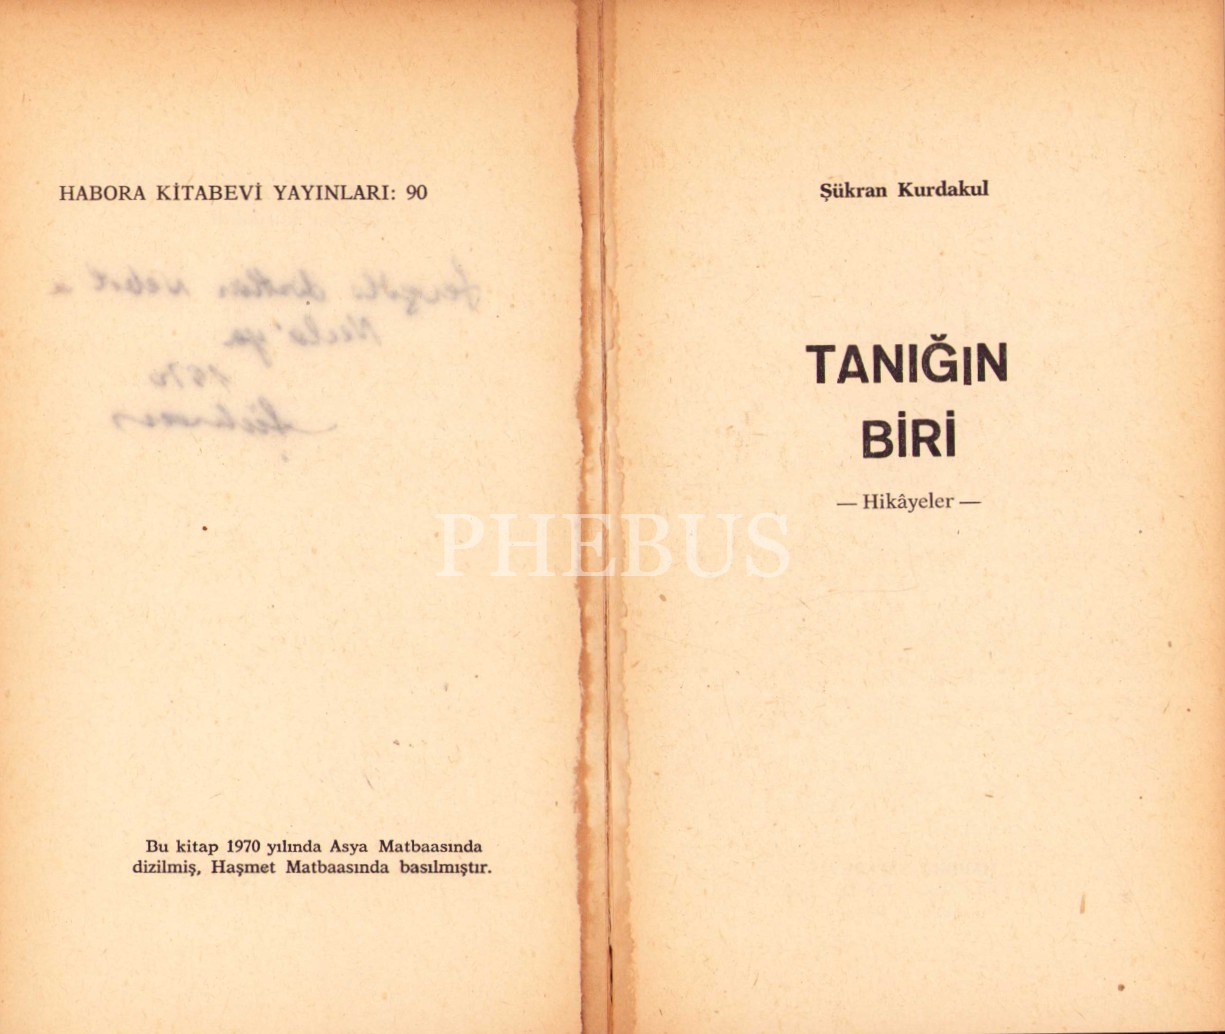 HABORA KİTABEVİ YAYINLARI: 90
1970
Bu kitap 1970 yılında Asya Matbaasında
dizilmiş, Haşmet Matbaasında basılmıştır.
Şükran Kurdakul
TANIĞIN
BİRİ
— Hikâyeler —
PHEBUS